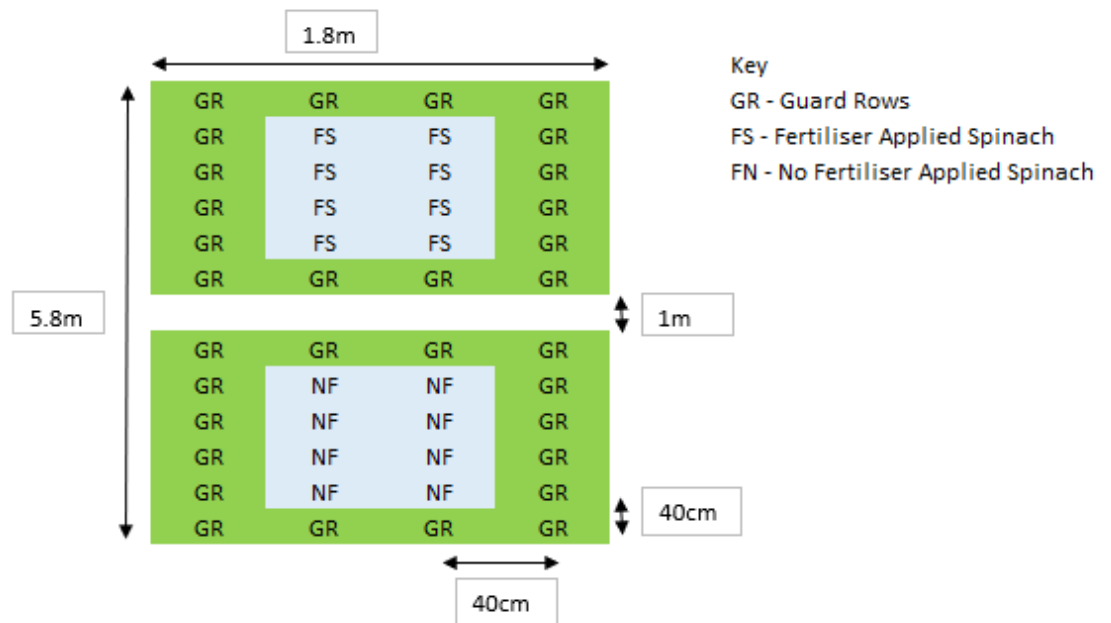 1.8m
Key
GR - Guard Rows
FS - Fertiliser Applied Spinach
FN - No Fertiliser Applied Spinach
GR GR GR GR
GR FS FS GR
GR FS FS GR
GR FS FS GR
GR FS FS GR
GR GR GR GR
5.8m
1m
GR GR GR GR
GR NF NF GR
GR NF NF GR
GR NF NF GR
GR NF NF GR
GR GR GR GR
40cm
40cm